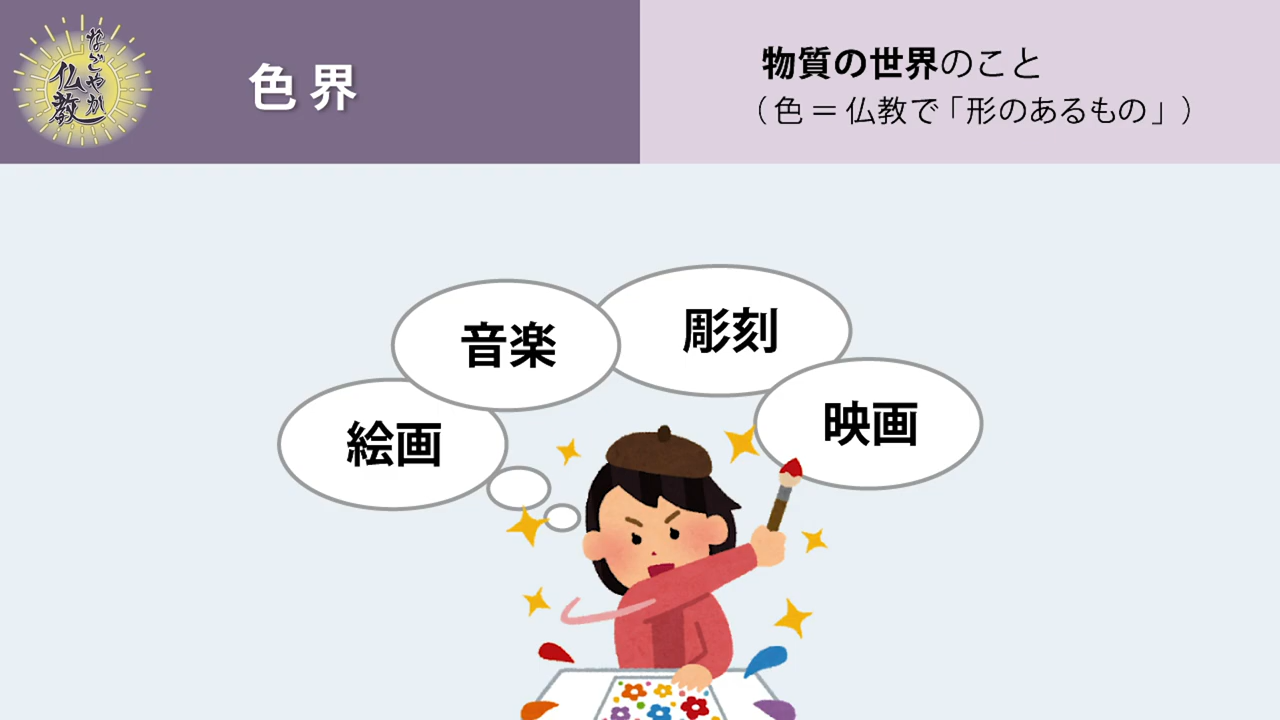 なごやか
仏教
色界
物質の世界のこと
（色＝仏教で「形のあるもの」）
音楽
彫刻
絵画
映画